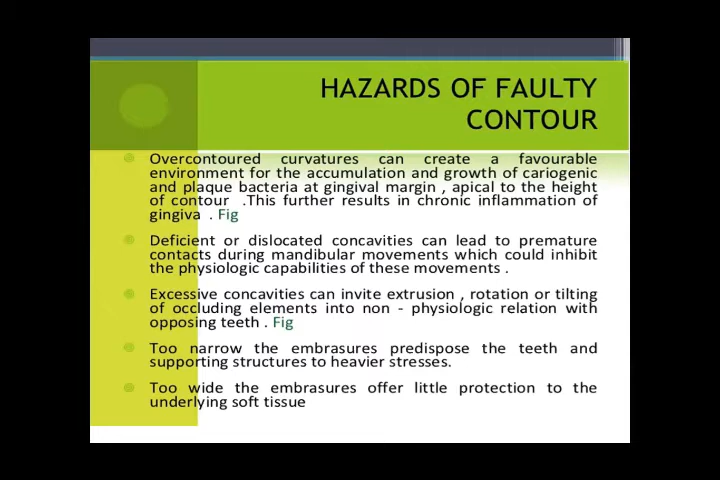 HAZARDS OF FAULTY
CONTOUR
Overcontoured curvatures can create a favourable
environment for the accumulation and growth of cariogenic
and plaque bacteria at gingival margin , apical to the height
of contour .This further results in chronic inflammation of
gingiva . Fig
Deficient or dislocated concavities can lead to premature
contacts during mandibular movements which could inhibit
the physiologic capabilities of these movements .
Excessive concavities can invite extrusion , rotation or tilting
of occluding elements into non - physiologic relation with
opposing teeth . Fig
Too narrow the embrasures predispose the teeth and
supporting structures to heavier stresses.
Too wide the embrasures offer little protection to the
underlying soft tissue